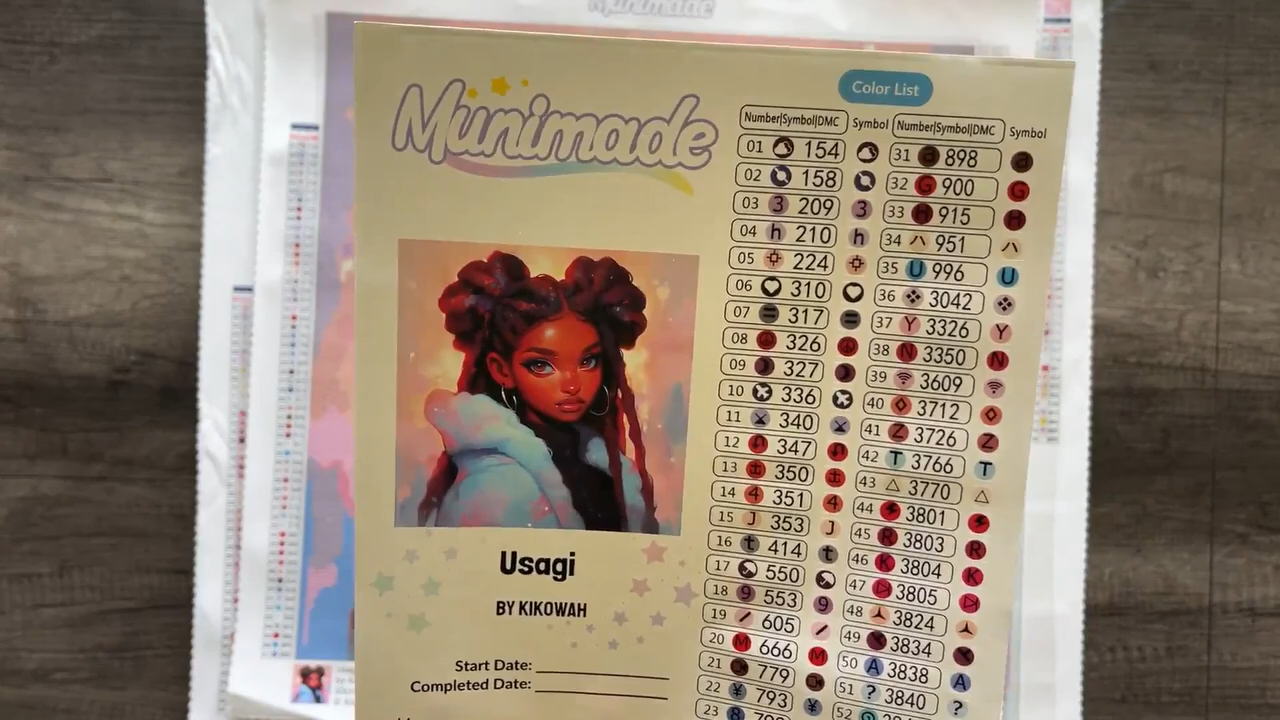 Munimade
Munimade
Color List
Number|Symbol|DMC Symbol Number|Symbol|DMC Symbol
01 154 31 a 898 a
02 158 32 G 900 G
03 3 209 3 33 H 915 H
04 h 210 h 34 951
05 224 35 U 996 U
06 310 36 3042
07 = 317 = 37 Y 3326 Y
08 326 38 N 3350 N
09 327 39 3609
10 336 40 3712
11 340 41 Z 3726 Z
12 347 42 T 3766 T
13 350 43 △ 3770 △
14 4 351 4 44 3801
15 J 353 J 45 R 3803 R
16 t 414 t 46 K 3804 K
17 550 47 3805
18 9 553 9 48 3824
19 / 605 / 49 3834
20 M 666 M 50 A 3838 A
21 779 51 ? 3840 ?
22 ¥ 793 ¥ 52
23 8
Usagi
BY KIKOWAH
Start Date:
Completed Date: